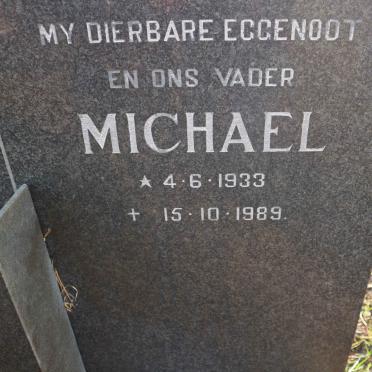 MY DIERBARE EGGENOOT
EN ONS VADER
MICHAEL
★ 4·6·1933
+ 15·10·1989.